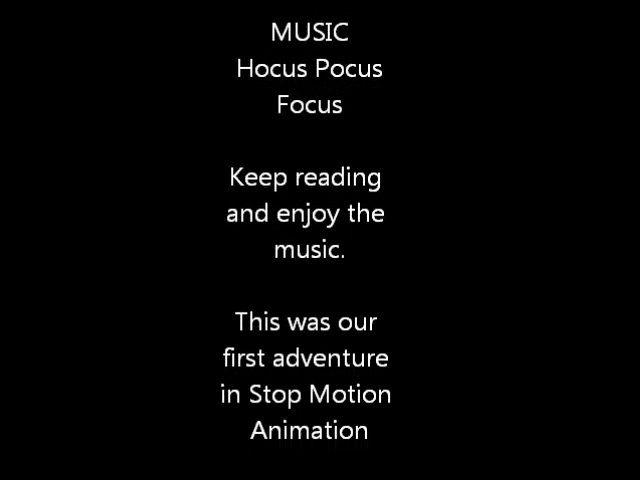 MUSIC
Hocus Pocus
Focus
Keep reading
and enjoy the
music.
This was our
first adventure
in Stop Motion
Animation